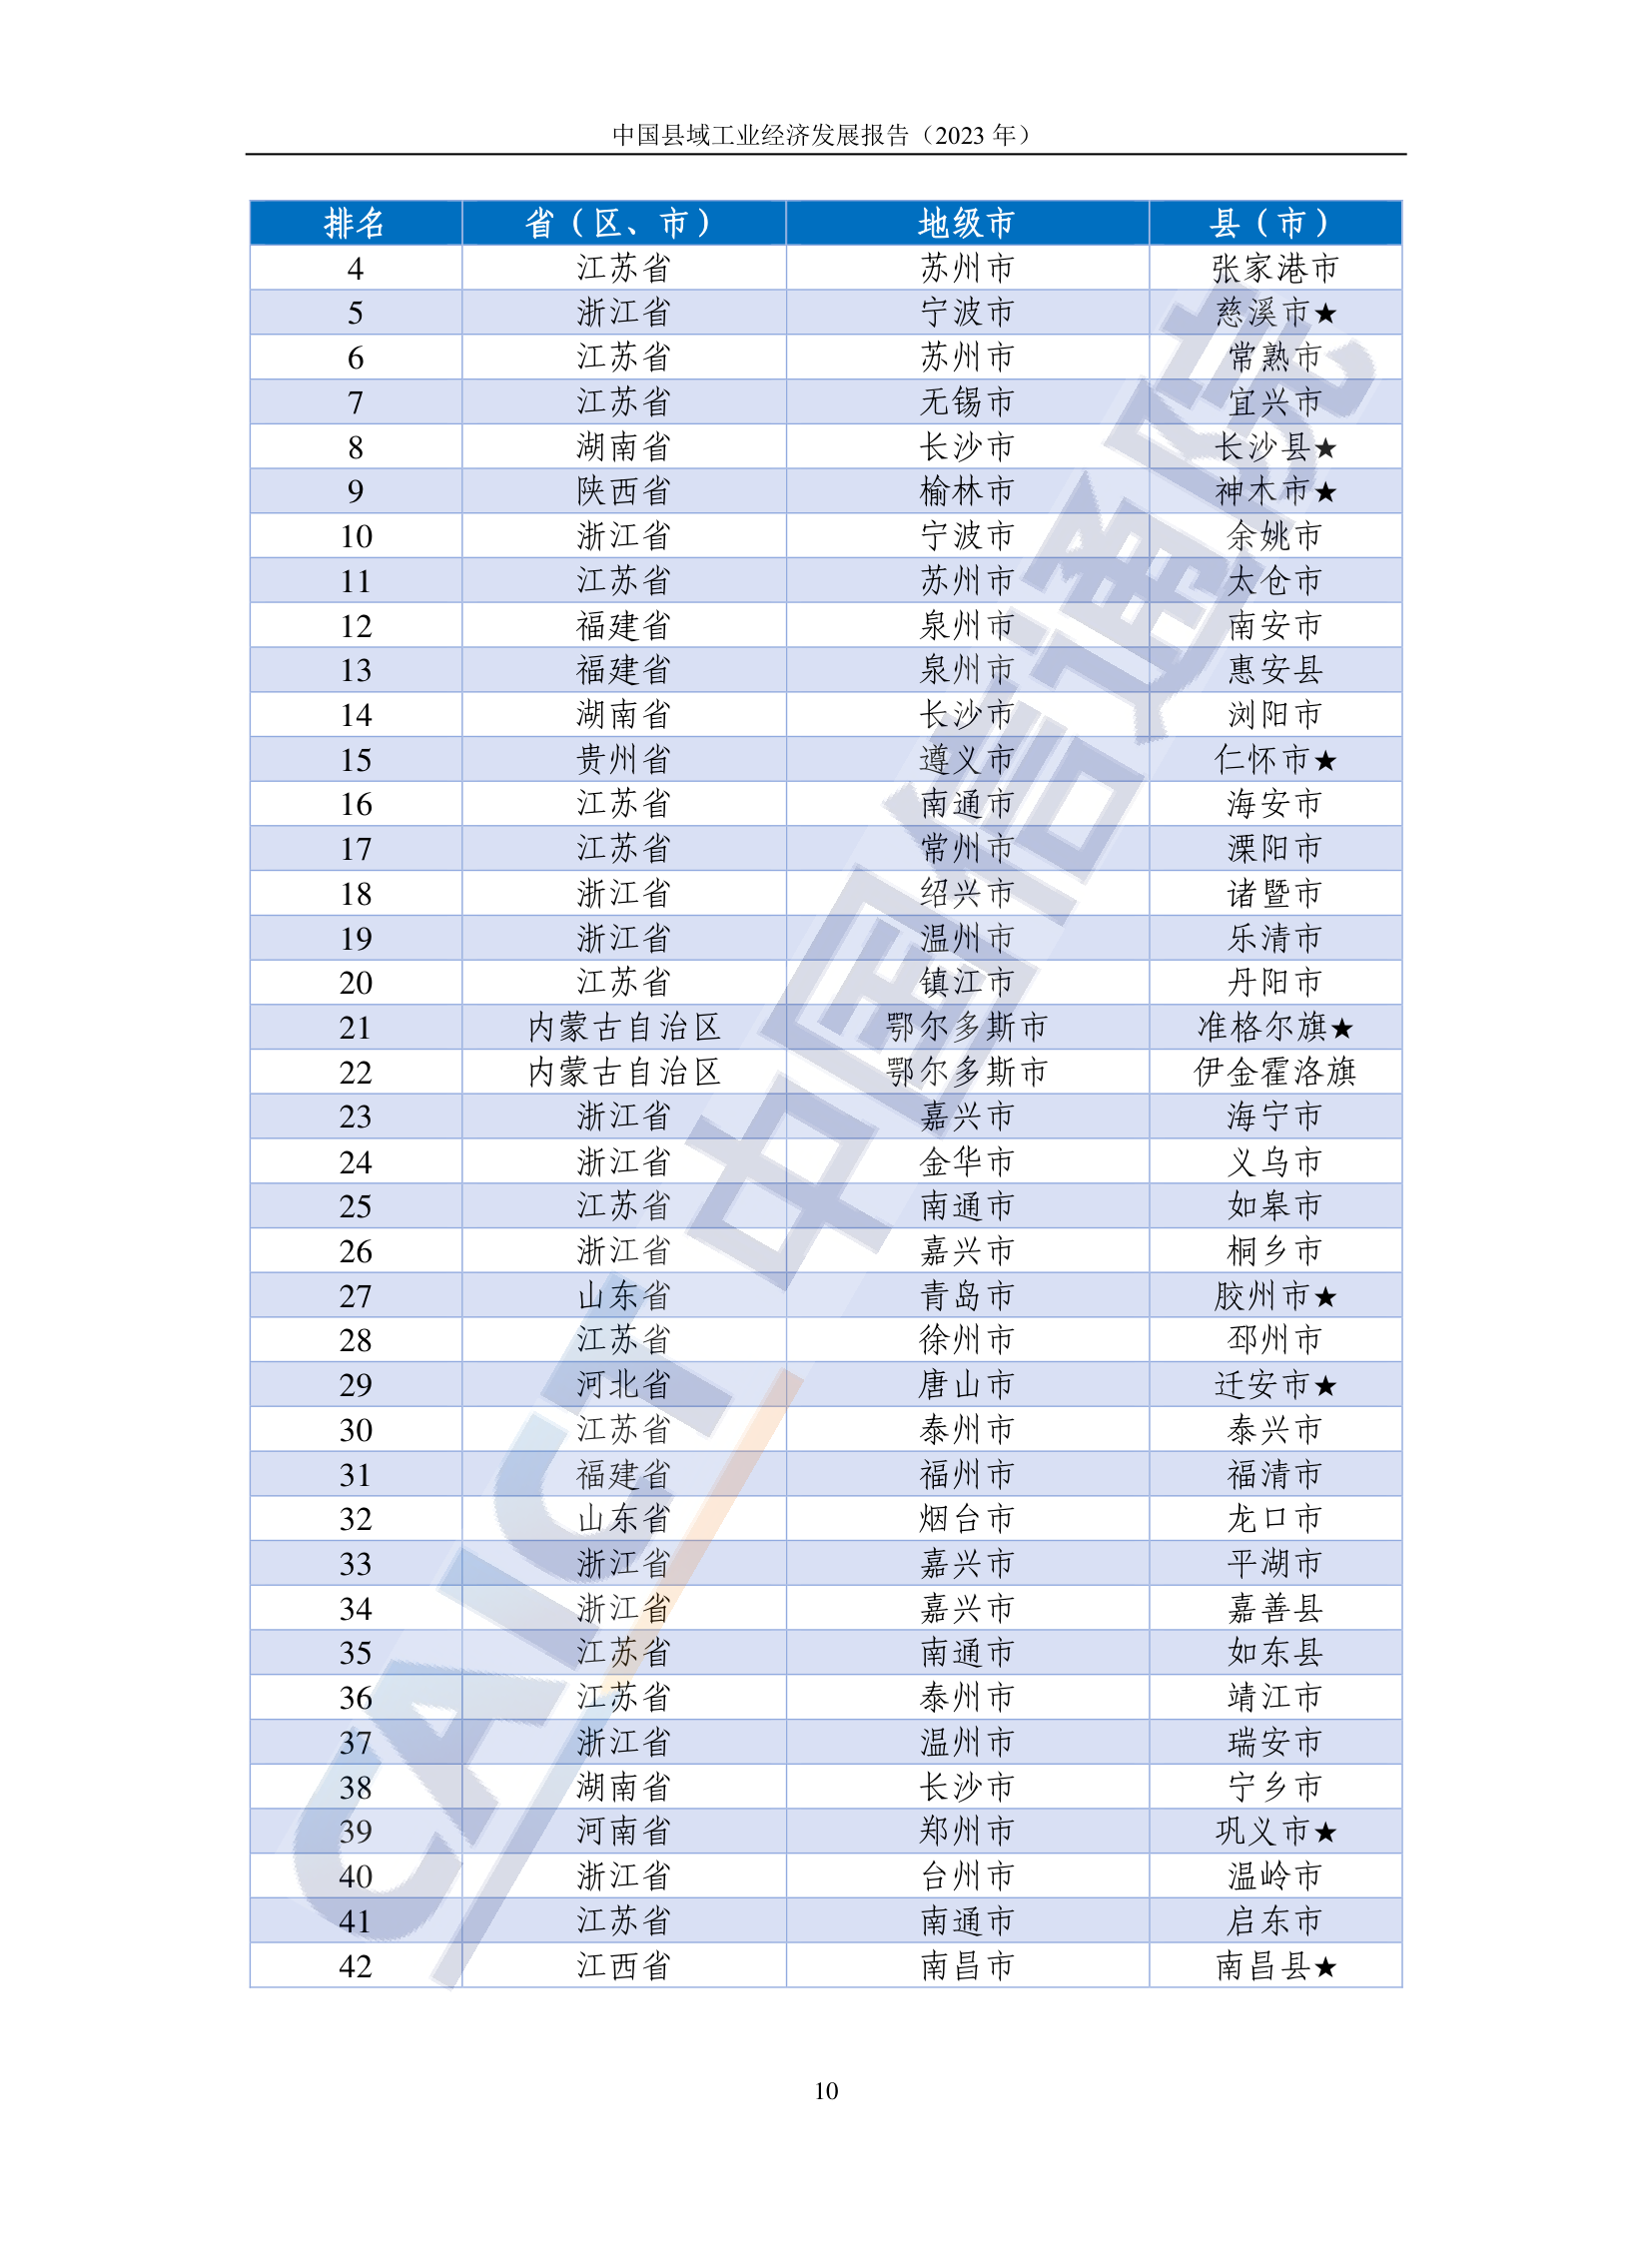 中国县域工业经济发展报告（2023 年）
排名 省（区、市） 地级市 县（市）
4 江苏省 苏州市 张家港市
5 浙江省 宁波市 慈溪市★
6 江苏省 苏州市 常熟市
7 江苏省 无锡市 宜兴市
8 湖南省 长沙市 长沙县★
9 陕西省 榆林市 神木市★
10 浙江省 宁波市 余姚市
11 江苏省 苏州市 太仓市
12 福建省 泉州市 南安市
13 福建省 泉州市 惠安县
14 湖南省 长沙市 浏阳市
15 贵州省 遵义市 仁怀市★
16 江苏省 南通市 海安市
17 江苏省 常州市 溧阳市
18 浙江省 绍兴市 诸暨市
19 浙江省 温州市 乐清市
20 江苏省 镇江市 丹阳市
21 内蒙古自治区 鄂尔多斯市 准格尔旗★
22 内蒙古自治区 鄂尔多斯市 伊金霍洛旗
23 浙江省 嘉兴市 海宁市
24 浙江省 金华市 义乌市
25 江苏省 南通市 如皋市
26 浙江省 嘉兴市 桐乡市
27 山东省 青岛市 胶州市★
28 江苏省 徐州市 邳州市
29 河北省 唐山市 迁安市★
30 江苏省 泰州市 泰兴市
31 福建省 福州市 福清市
32 山东省 烟台市 龙口市
33 浙江省 嘉兴市 平湖市
34 浙江省 嘉兴市 嘉善县
35 江苏省 南通市 如东县
36 江苏省 泰州市 靖江市
37 浙江省 温州市 瑞安市
38 湖南省 长沙市 宁乡市
39 河南省 郑州市 巩义市★
40 浙江省 台州市 温岭市
41 江苏省 南通市 启东市
42 江西省 南昌市 南昌县★
CAICT 中国信通院
10